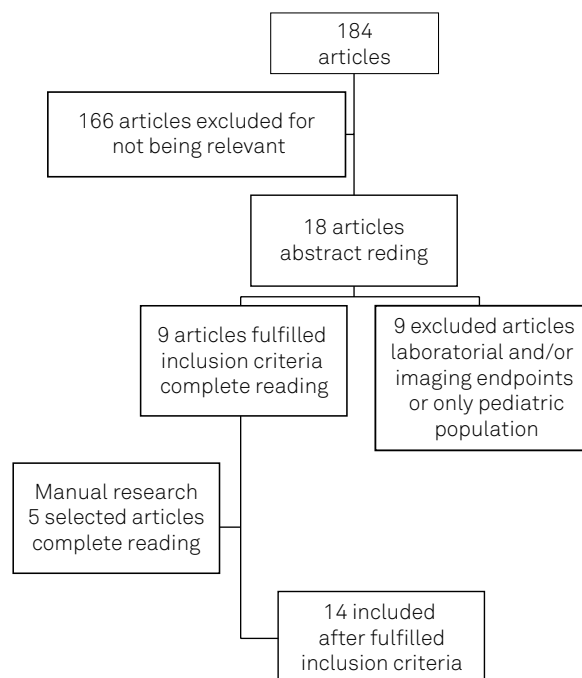 184
articles
166 articles excluded for
not being relevant
18 articles
abstract reding
9 articles fulfilled
inclusion criteria
complete reading
9 excluded articles
laboratorial and/or
imaging endpoints
or only pediatric
population
Manual research
5 selected articles
complete reading
14 included
after fulfilled
inclusion criteria